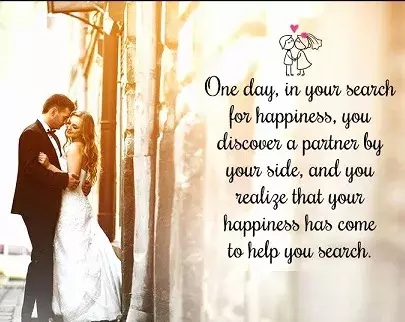 One day, in your search
for happiness, you
discover a partner by
your side, and you
realize that your
happiness has come
to help you search.